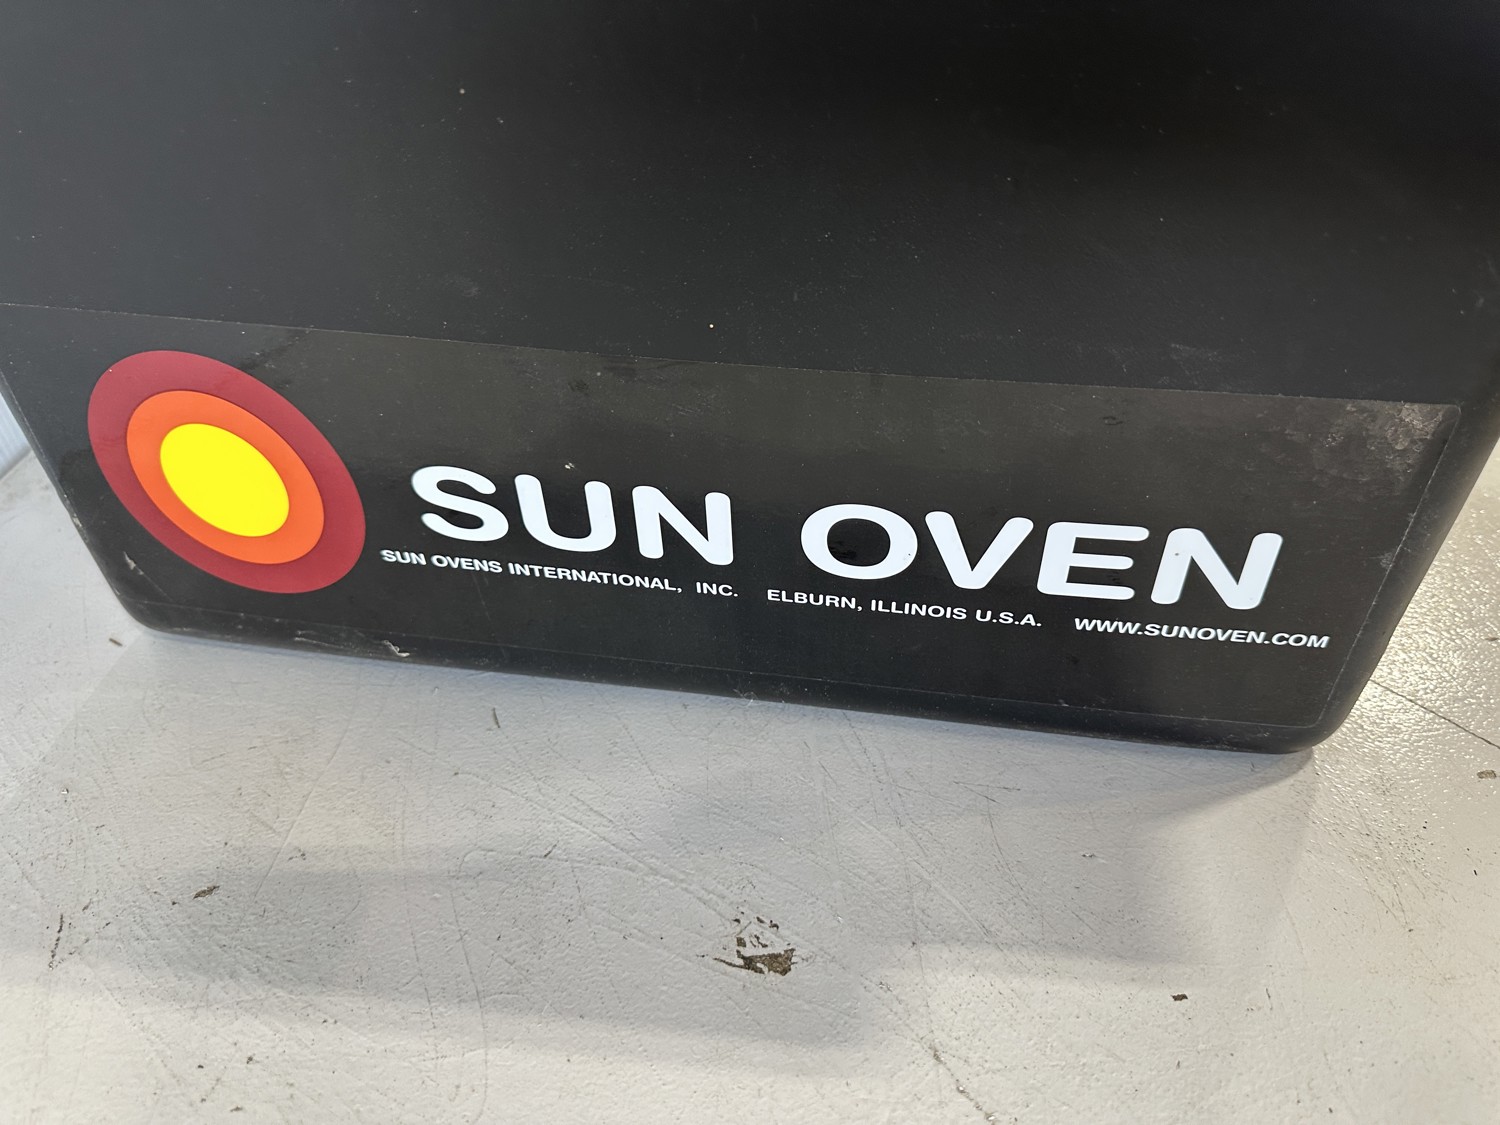 SUN OVEN
SUN OVENS INTERNATIONAL, INC. ELBURN, ILLINOIS U.S.A. WWW.SUNOVEN.COM